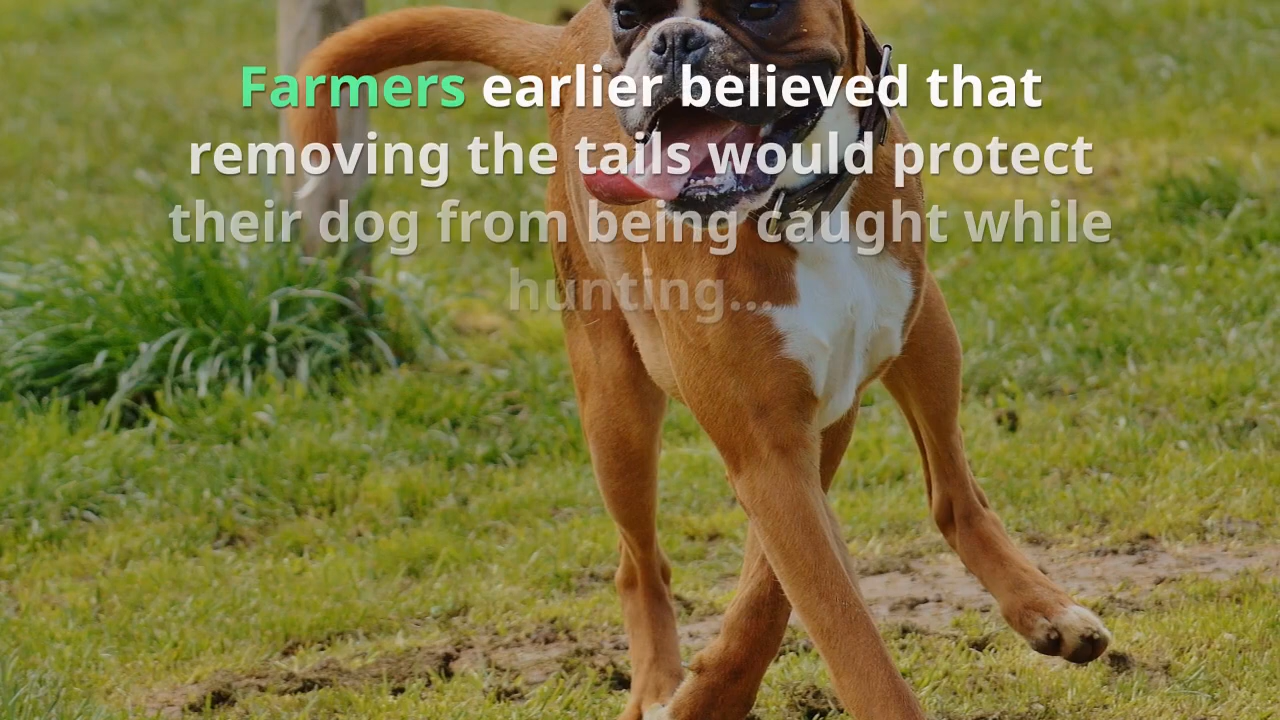 Farmers earlier believed that
removing the tails would protect
their dog from being caught while
hunting...